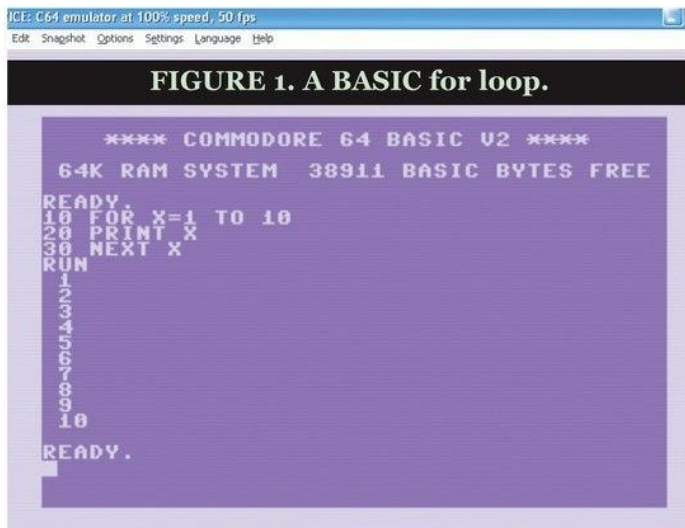 ICE: C64 emulator at 100% speed, 50 fps
Edit Snapshot Options Settings Language Help
FIGURE 1. A BASIC for loop.
**** COMMODORE 64 BASIC V2 ****
64K RAM SYSTEM 38911 BASIC BYTES FREE
READY.
10 FOR X=1 TO 10
20 PRINT X
30 NEXT X
RUN
1
2
3
4
5
6
7
8
9
10
READY.